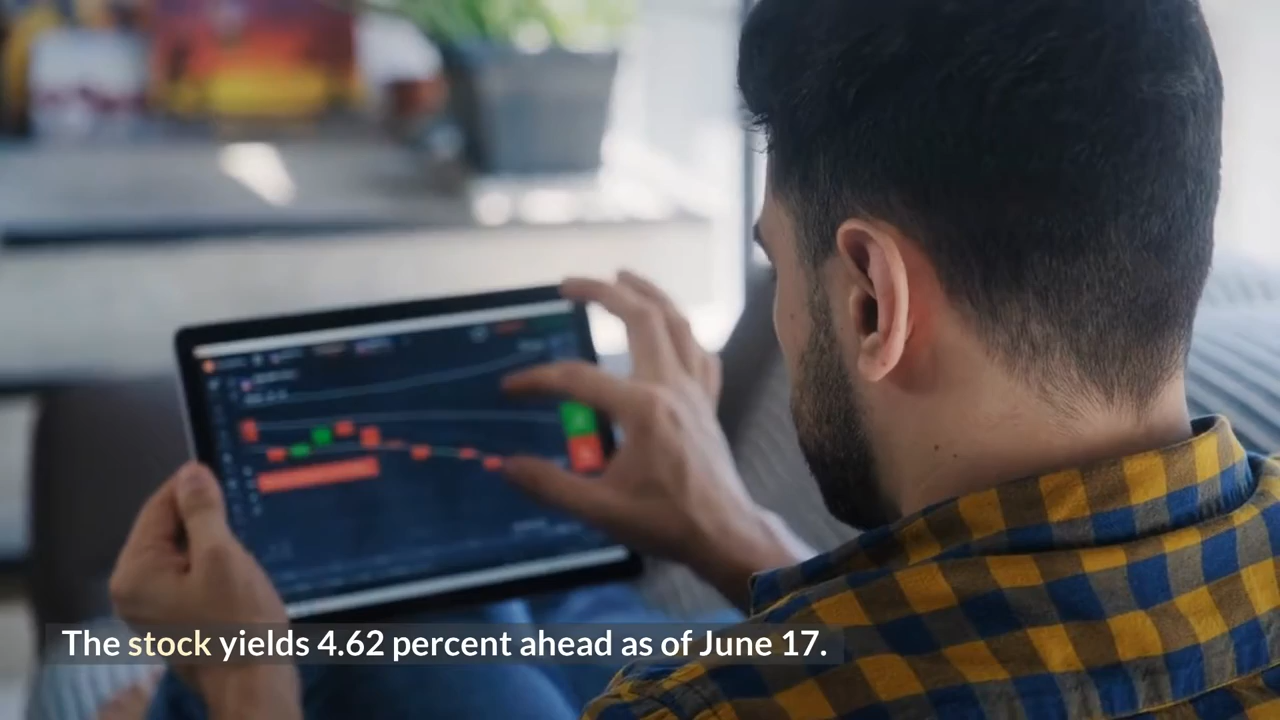 The stock yields 4.62 percent ahead as of June 17.